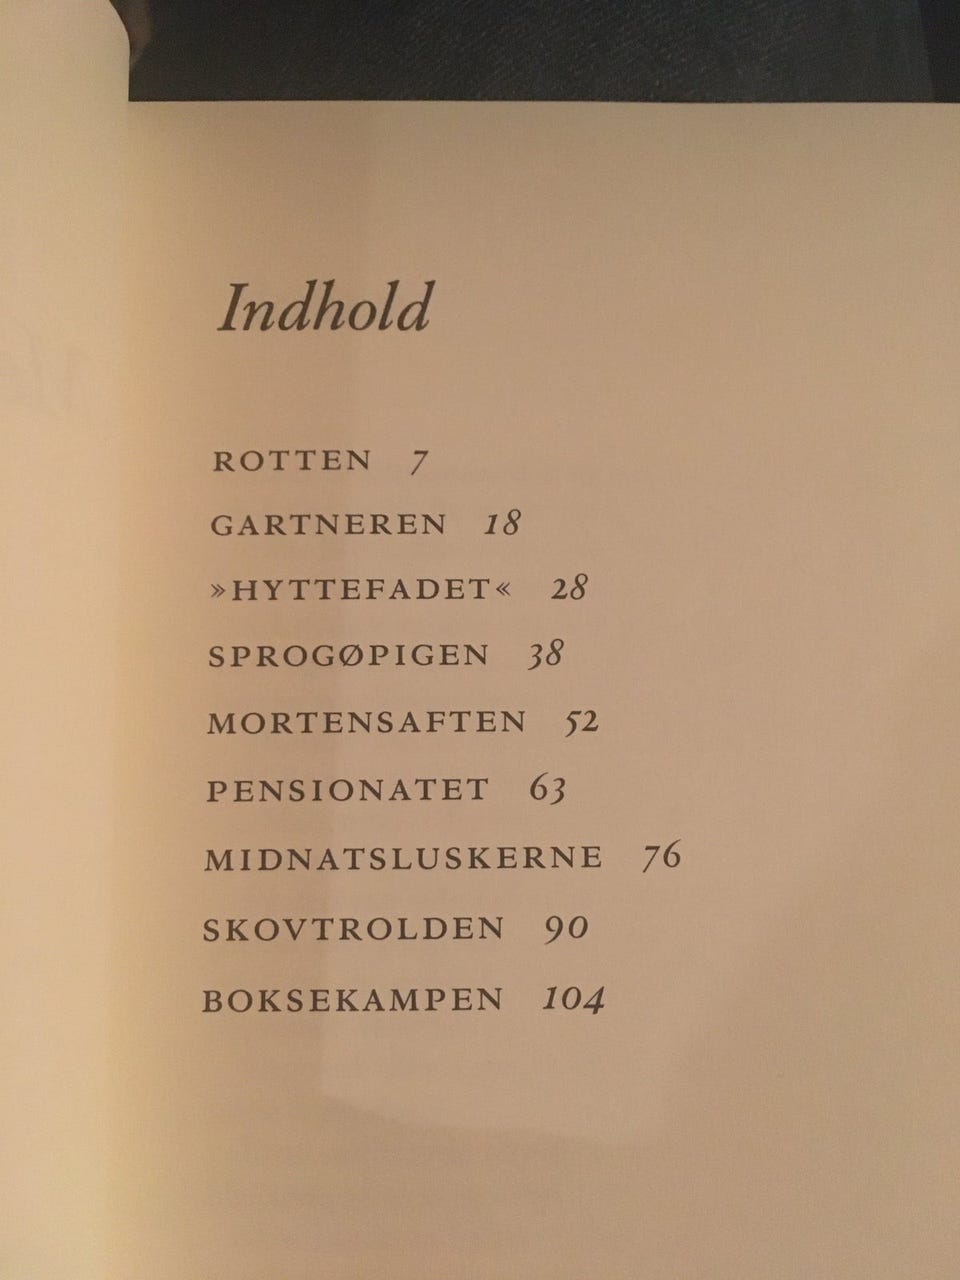 Indhold
ROTTEN 7
GARTNEREN 18
»HYTTEFADET« 28
SPROGØPIGEN 38
MORTENSAFTEN 52
PENSIONATET 63
MIDNATSLUSKERNE 76
SKOVTROLDEN 90
BOKSEKAMPEN 104